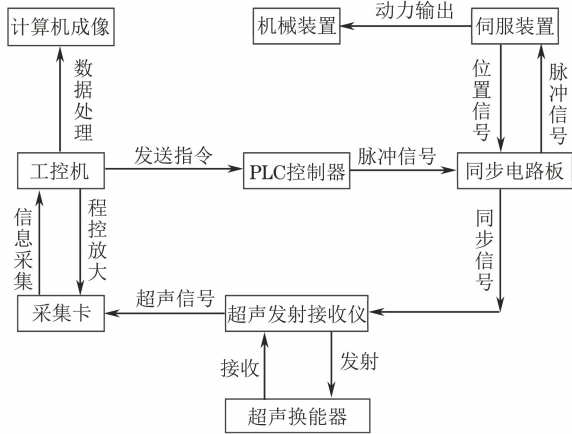 计算机成像
机械装置
动力输出
伺服装置
数据处理
位置信号
脉冲信号
工控机
发送指令
PLC控制器
脉冲信号
同步电路板
信息采集
程控放大
同步信号
采集卡
超声信号
超声发射接收仪
接收
发射
超声换能器